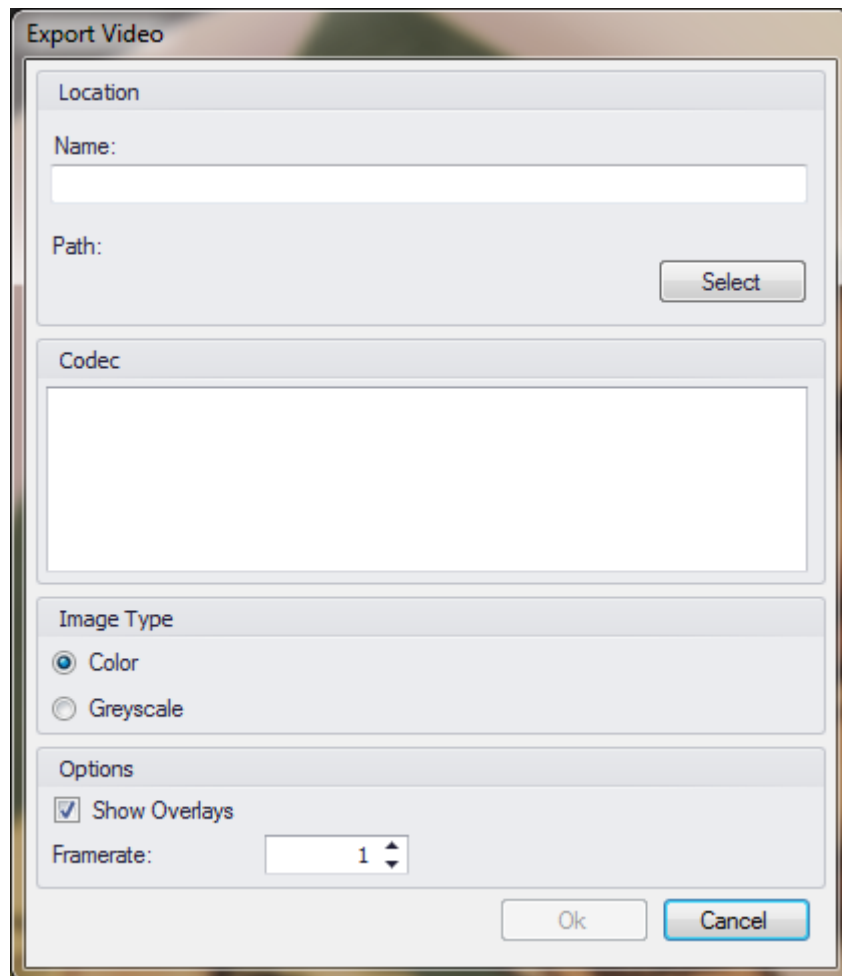 Export Video
Location
Name:
Path:
Select
Codec
Image Type
Color
Greyscale
Options
Show Overlays
Framerate: 1
Ok Cancel